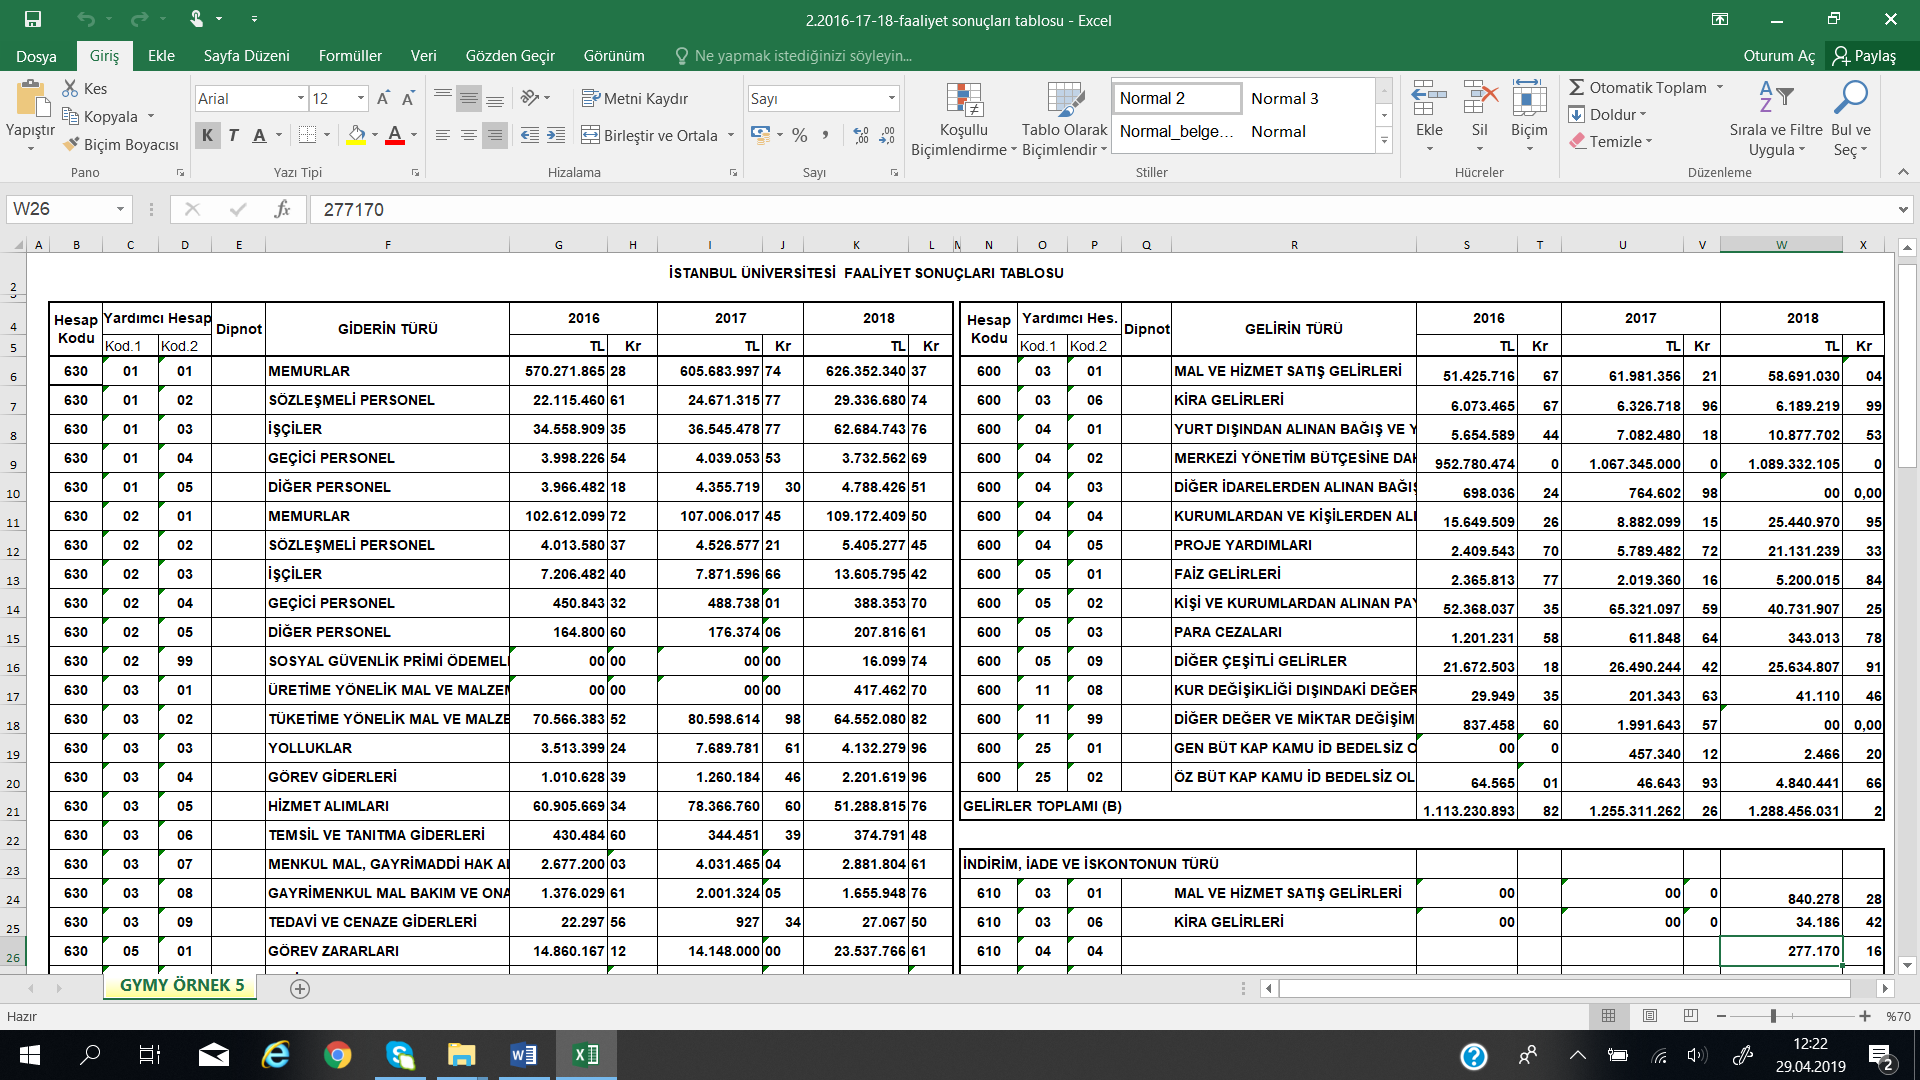 2.2016-17-18-faaliyet sonuçları tablosu - Excel
Dosya Giriş Ekle Sayfa Düzeni Formüller Veri Gözden Geçir Görünüm Ne yapmak istediğinizi söyleyin... Oturum Aç Paylaş
Yapıştır Kes Kopyala Biçim Boyacısı
Arial 12
K T A A
Metni Kaydır
Birleştir ve Ortala
Sayı
Koşullu Biçimlendirme
Tablo Olarak Biçimlendir
Normal 2 Normal 3
Normal_belge... Normal
Ekle Sil Biçim
Otomatik Toplam
Doldur
Temizle
Sırala ve Filtre Uygula
Bul ve Seç
Pano Yazı Tipi Hizalama Sayı Stiller Hücreler Düzenleme
W26 fx 277170
A B C D E F G H I J K L M N O P Q R S T U V W X
2 İSTANBUL ÜNİVERSİTESİ FAALİYET SONUÇLARI TABLOSU
4 Hesap Kodu Yardımcı Hesap Dipnot GİDERİN TÜRÜ 2016 2017 2018 Hesap Kodu Yardımcı Hes. Dipnot GELİRİN TÜRÜ 2016 2017 2018
5 Kod.1 Kod.2 TL Kr TL Kr TL Kr Kod.1 Kod.2 TL Kr TL Kr TL Kr
6 630 01 01 MEMURLAR 570.271.865 28 605.683.997 74 626.352.340 37 600 03 01 MAL VE HİZMET SATIŞ GELİRLERİ 51.425.716 67 61.981.356 21 58.691.030 04
7 630 01 02 SÖZLEŞMELİ PERSONEL 22.115.460 61 24.671.315 77 29.336.680 74 600 03 06 KİRA GELİRLERİ 6.073.465 67 6.326.718 96 6.189.219 99
8 630 01 03 İŞÇİLER 34.558.909 35 36.545.478 77 62.684.743 76 600 04 01 YURT DIŞINDAN ALINAN BAĞIŞ VE Y 5.654.589 44 7.082.480 18 10.877.702 53
9 630 01 04 GEÇİCİ PERSONEL 3.998.226 54 4.039.053 53 3.732.562 69 600 04 02 MERKEZİ YÖNETİM BÜTÇESİNE DAH 952.780.474 0 1.067.345.000 0 1.089.332.105 0
10 630 01 05 DİĞER PERSONEL 3.966.482 18 4.355.719 30 4.788.426 51 600 04 03 DİĞER İDARELERDEN ALINAN BAĞIŞ 698.036 24 764.602 98 00 0,00
11 630 02 01 MEMURLAR 102.612.099 72 107.006.017 45 109.172.409 50 600 04 04 KURUMLARDAN VE KİŞİLERDEN ALI 15.649.509 26 8.882.099 15 25.440.970 95
12 630 02 02 SÖZLEŞMELİ PERSONEL 4.013.580 37 4.526.577 21 5.405.277 45 600 04 05 PROJE YARDIMLARI 2.409.543 70 5.789.482 72 21.131.239 33
13 630 02 03 İŞÇİLER 7.206.482 40 7.871.596 66 13.605.795 42 600 05 01 FAİZ GELİRLERİ 2.365.813 77 2.019.360 16 5.200.015 84
14 630 02 04 GEÇİCİ PERSONEL 450.843 32 488.738 01 388.353 70 600 05 02 KİŞİ VE KURUMLARDAN ALINAN PAY 52.368.037 35 65.321.097 59 40.731.907 25
15 630 02 05 DİĞER PERSONEL 164.800 60 176.374 06 207.816 61 600 05 03 PARA CEZALARI 1.201.231 58 611.848 64 343.013 78
16 630 02 99 SOSYAL GÜVENLİK PRİMİ ÖDEMELİ 00 00 00 00 16.099 74 600 05 09 DİĞER ÇEŞİTLİ GELİRLER 21.672.503 18 26.490.244 42 25.634.807 91
17 630 03 01 ÜRETİME YÖNELİK MAL VE MALZEM 00 00 00 00 417.462 70 600 11 08 KUR DEĞİŞİKLİĞİ DIŞINDAKİ DEĞER 29.949 35 201.343 63 41.110 46
18 630 03 02 TÜKETİME YÖNELİK MAL VE MALZE 70.566.383 52 80.598.614 98 64.552.080 82 600 11 99 DİĞER DEĞER VE MİKTAR DEĞİŞİM 837.458 60 1.991.643 57 00 0,00
19 630 03 03 YOLLUKLAR 3.513.399 24 7.689.781 61 4.132.279 96 600 25 01 GEN BÜT KAP KAMU İD BEDELSİZ O 00 0 457.340 12 2.466 20
20 630 03 04 GÖREV GİDERLERİ 1.010.628 39 1.260.184 46 2.201.619 96 600 25 02 ÖZ BÜT KAP KAMU İD BEDELSİZ OL 64.565 01 46.643 93 4.840.441 66
21 630 03 05 HİZMET ALIMLARI 60.905.669 34 78.366.760 60 51.288.815 76 GELİRLER TOPLAMI (B) 1.113.230.893 82 1.255.311.262 26 1.288.456.031 2
22 630 03 06 TEMSİL VE TANITMA GİDERLERİ 430.484 60 344.451 39 374.791 48
23 630 03 07 MENKUL MAL, GAYRİMADDİ HAK AL 2.677.200 03 4.031.465 04 2.881.804 61 İNDİRİM, İADE VE İSKONTONUN TÜRÜ
24 630 03 08 GAYRİMENKUL MAL BAKIM VE ONA 1.376.029 61 2.001.324 05 1.655.948 76 610 03 01 MAL VE HİZMET SATIŞ GELİRLERİ 00 00 0 840.278 28
25 630 03 09 TEDAVİ VE CENAZE GİDERLERİ 22.297 56 927 34 27.067 50 610 03 06 KİRA GELİRLERİ 00 00 0 34.186 42
26 630 05 01 GÖREV ZARARLARI 14.860.167 12 14.148.000 00 23.537.766 61 610 04 04 277.170 16
GYMY ÖRNEK 5
Hazır %70
12:22
29.04.2019
2